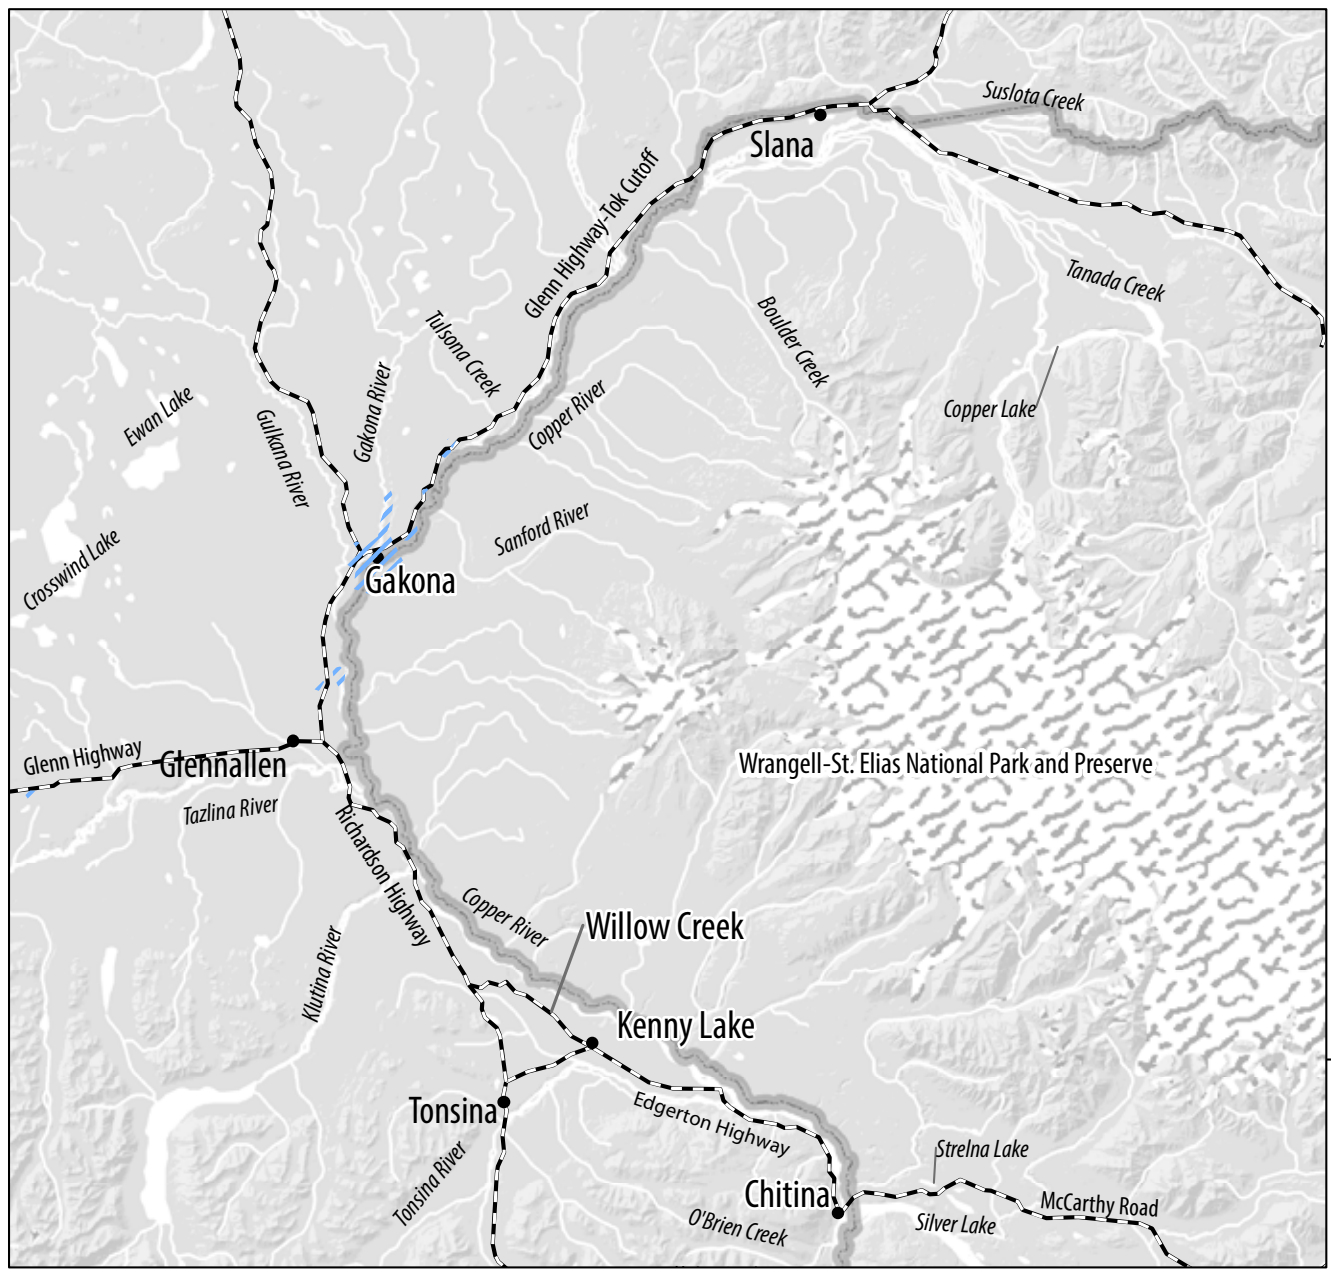 Suslota Creek
Slana
Glenn Highway-Tok Cutoff
Tanada Creek
Boulder Creek
Tulsona Creek
Gakona River
Copper Lake
Ewan Lake
Copper River
Gulkana River
Sanford River
Crosswind Lake
Gakona
Glenn Highway
Glennallen
Wrangell-St. Elias National Park and Preserve
Tazlina River
Richardson Highway
Copper River
Willow Creek
Klutina River
Kenny Lake
Tonsina
Edgerton Highway
Strelna Lake
Tonsina River
Chitina
McCarthy Road
Silver Lake
O'Brien Creek